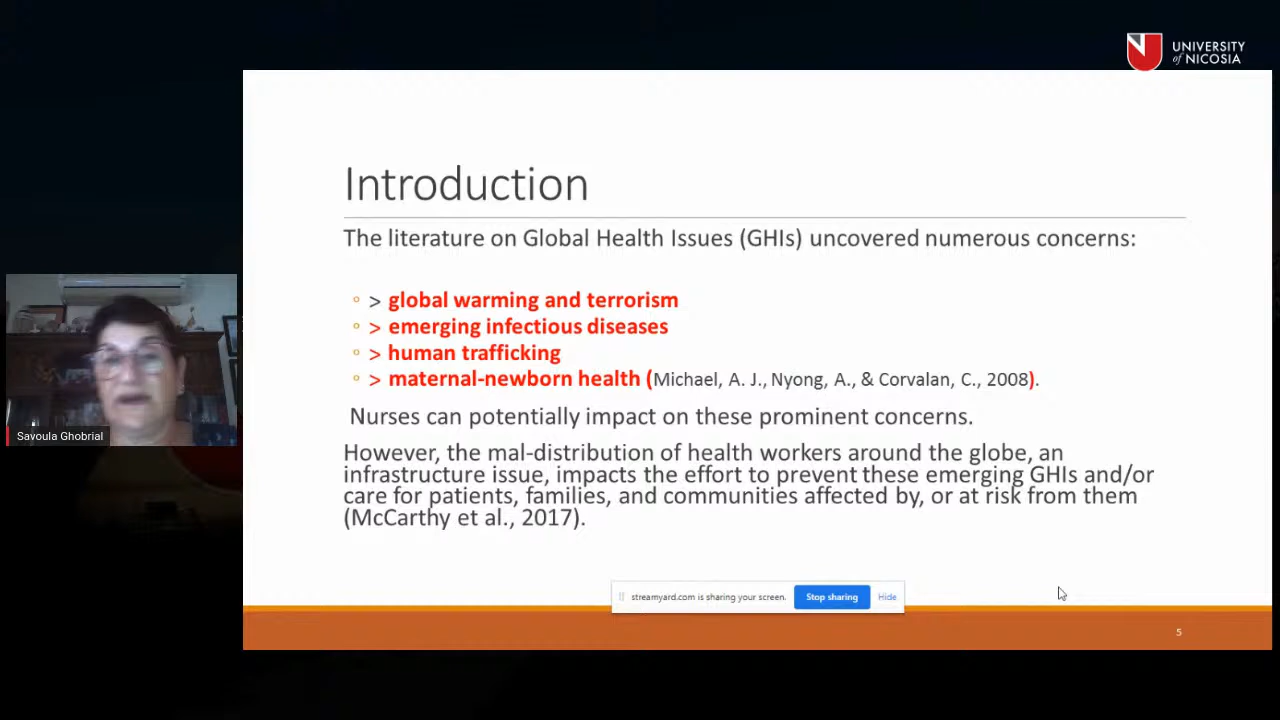 UNIVERSITY
of NICOSIA
Introduction
The literature on Global Health Issues (GHIs) uncovered numerous concerns:
> global warming and terrorism
> emerging infectious diseases
> human trafficking
> maternal-newborn health (Michael, A. J., Nyong, A., & Corvalan, C., 2008).
Nurses can potentially impact on these prominent concerns.
However, the mal-distribution of health workers around the globe, an
infrastructure issue, impacts the effort to prevent these emerging GHIs and/or
care for patients, families, and communities affected by, or at risk from them
(McCarthy et al., 2017).
Savoula Ghobrial
streamyard.com is sharing your screen. Stop sharing Hide
5